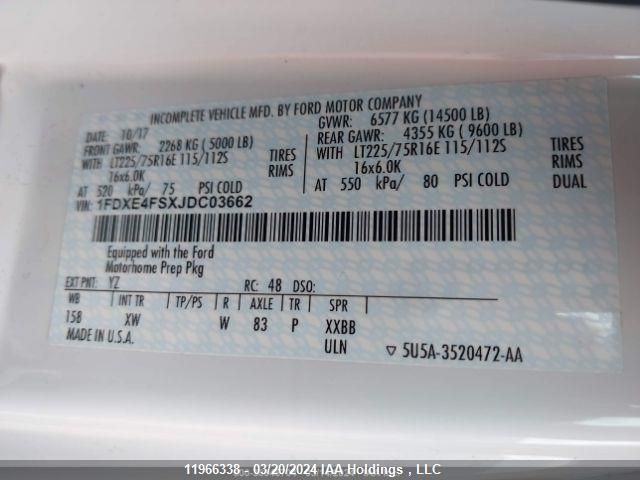 INCOMPLETE VEHICLE MFD. BY FORD MOTOR COMPANY
DATE: 10/17 GVWR: 6577 KG (14500 LB)
FRONT GAWR: 2268 KG ( 5000 LB) REAR GAWR: 4355 KG ( 9600 LB)
WITH LT225/75R16E 115/112S TIRES WITH LT225/75R16E 115/112S TIRES
16x6.0K RIMS 16x6.0K RIMS
AT 520 kPa/ 75 PSI COLD AT 550 kPa/ 80 PSI COLD DUAL
VIN: 1FDXE4FSXJDC03662
Equipped with the Ford
Motorhome Prep Pkg
EXT PNT: YZ RC: 48 DSO:
WB INT TR TP/PS R AXLE TR SPR
158 XW W 83 P XXBB
MADE IN U.S.A. ULN 5U5A-3520472-AA
11966338 - 03/20/2024 IAA Holdings , LLC